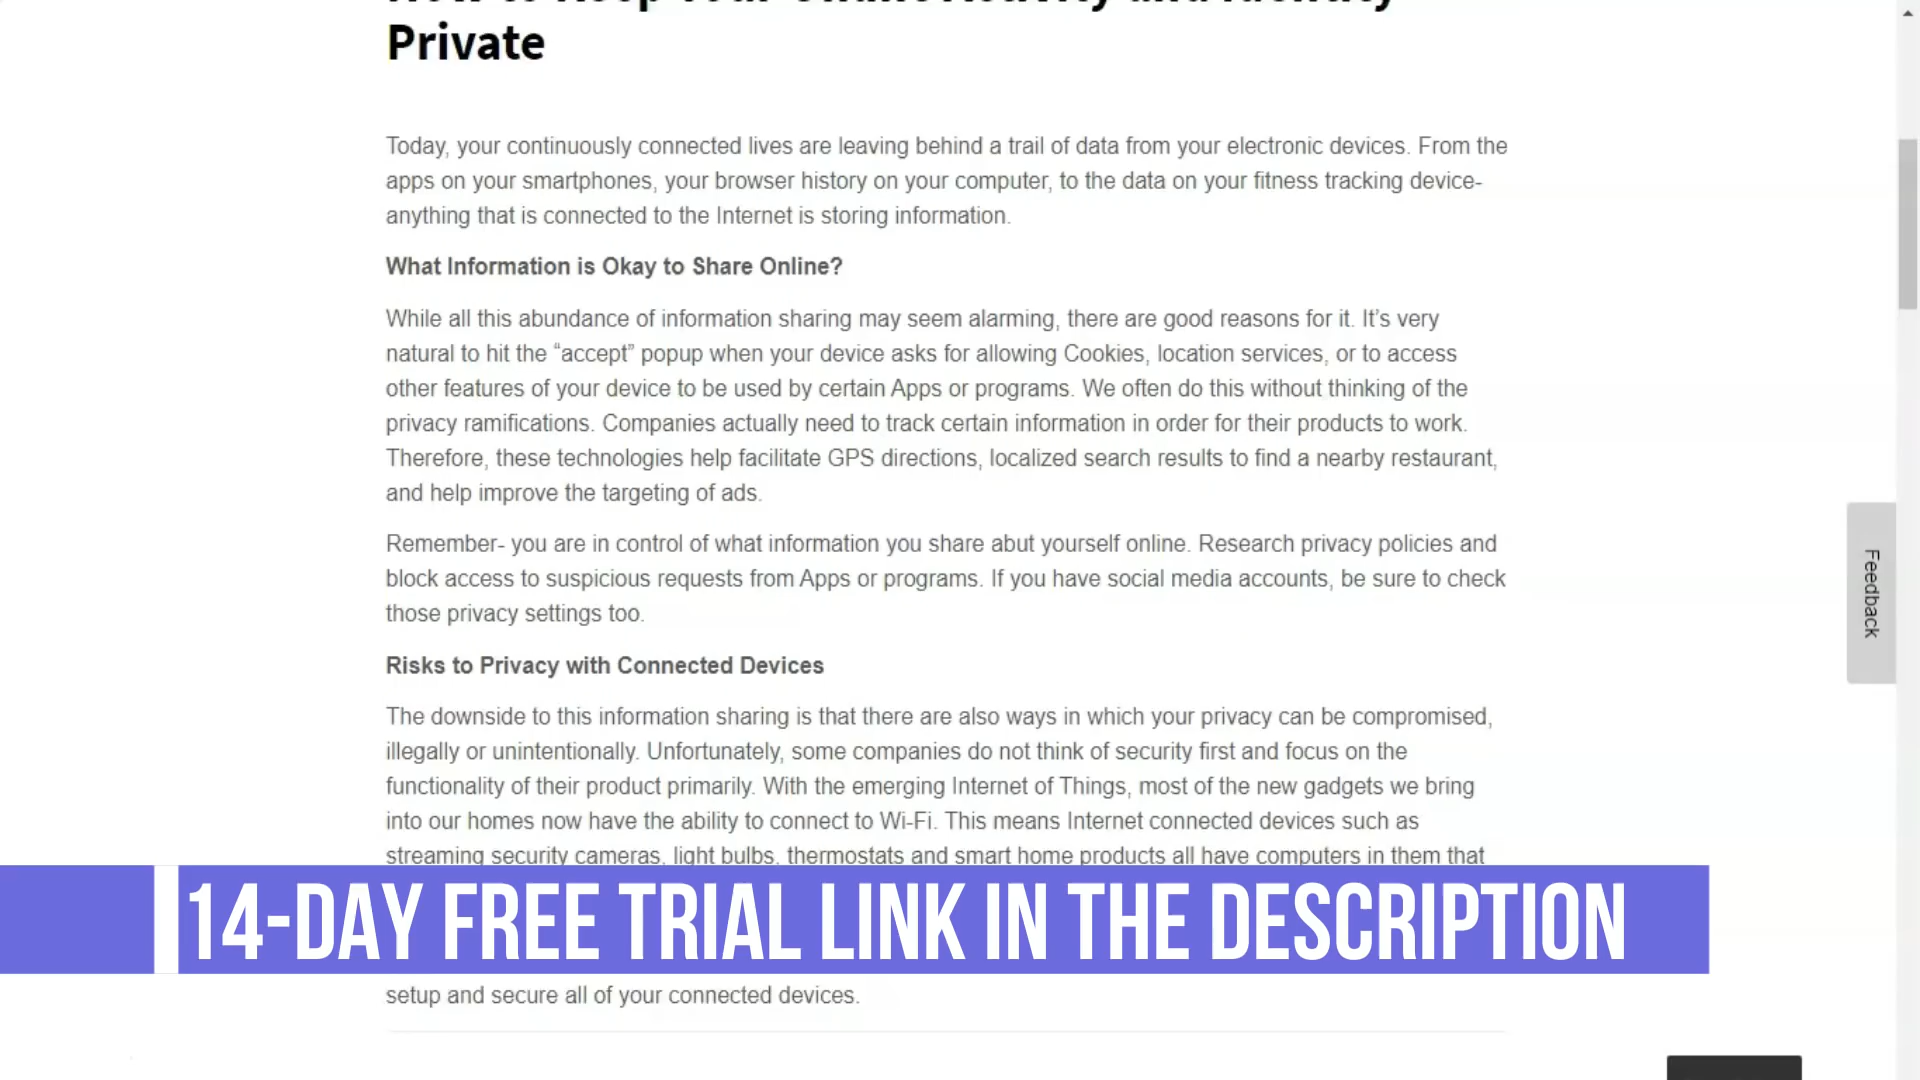 How to Keep Your Online Activity and Identity
Private
Today, your continuously connected lives are leaving behind a trail of data from your electronic devices. From the
apps on your smartphones, your browser history on your computer, to the data on your fitness tracking device-
anything that is connected to the Internet is storing information.
What Information is Okay to Share Online?
While all this abundance of information sharing may seem alarming, there are good reasons for it. It’s very
natural to hit the “accept” popup when your device asks for allowing Cookies, location services, or to access
other features of your device to be used by certain Apps or programs. We often do this without thinking of the
privacy ramifications. Companies actually need to track certain information in order for their products to work.
Therefore, these technologies help facilitate GPS directions, localized search results to find a nearby restaurant,
and help improve the targeting of ads.
Remember- you are in control of what information you share abut yourself online. Research privacy policies and
block access to suspicious requests from Apps or programs. If you have social media accounts, be sure to check
those privacy settings too.
Feedback
Risks to Privacy with Connected Devices
The downside to this information sharing is that there are also ways in which your privacy can be compromised,
illegally or unintentionally. Unfortunately, some companies do not think of security first and focus on the
functionality of their product primarily. With the emerging Internet of Things, most of the new gadgets we bring
into our homes now have the ability to connect to Wi-Fi. This means Internet connected devices such as
streaming security cameras, light bulbs, thermostats and smart home products all have computers in them that
14-DAY FREE TRIAL LINK IN THE DESCRIPTION
setup and secure all of your connected devices.